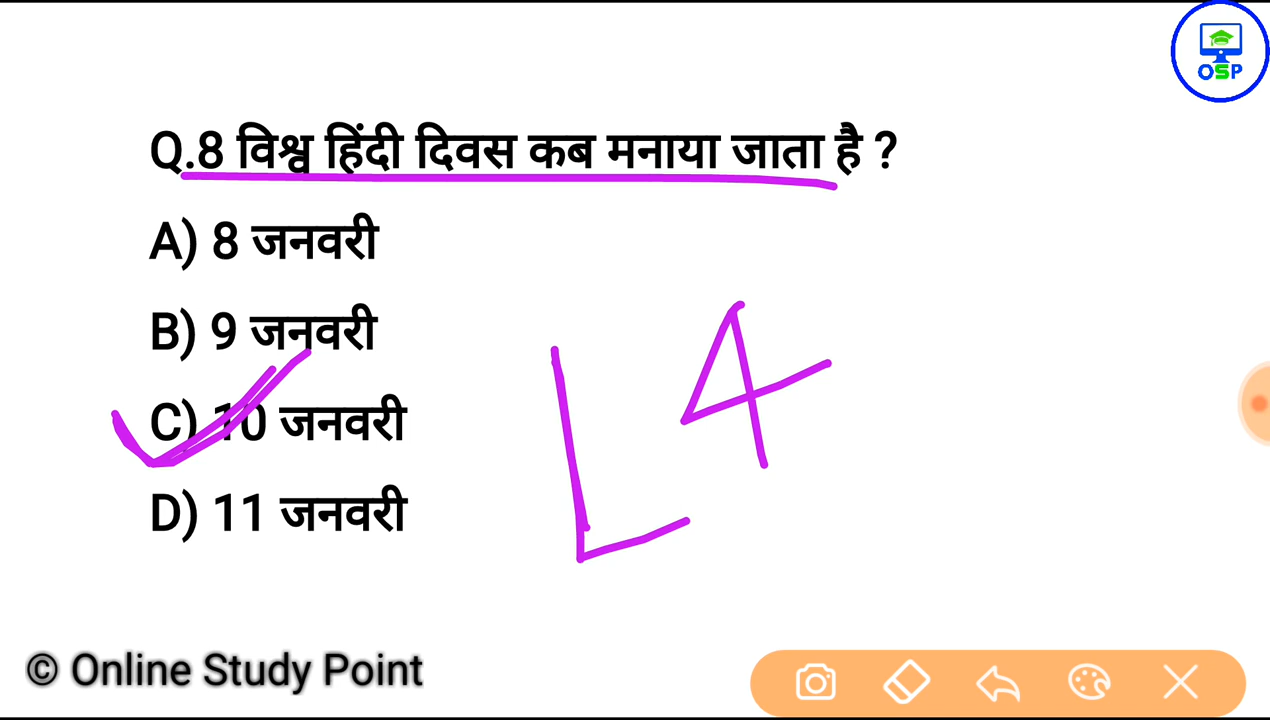 OSP
Q.8 विश्व हिंदी दिवस कब मनाया जाता है ?
A) 8 जनवरी
B) 9 जनवरी
C) 10 जनवरी
D) 11 जनवरी
L4
© Online Study Point